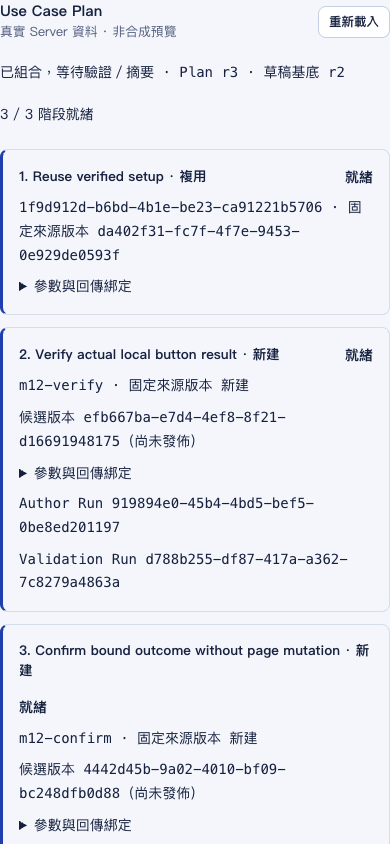 Use Case Plan
真實 Server 資料 · 非合成預覽
重新載入
已組合，等待驗證 / 摘要 · Plan r3 · 草稿基底 r2
3 / 3 階段就緒
1. Reuse verified setup · 複用
就緒
1f9d912d-b6bd-4b1e-be23-ca91221b5706 · 固
定來源版本 da402f31-fc7f-4f7e-9453-
0e929de0593f
▶ 參數與回傳綁定
2. Verify actual local button result · 新建
就緒
m12-verify · 固定來源版本 新建
候選版本 efb667ba-e7d4-4ef8-8f21-
d16691948175（尚未發佈）
▶ 參數與回傳綁定
Author Run 919894e0-45b4-4bd5-bef5-
0be8ed201197
Validation Run d788b255-df87-417a-a362-
7c8279a4863a
3. Confirm bound outcome without page mutation · 新
建
就緒
m12-confirm · 固定來源版本 新建
候選版本 4442d45b-9a02-4010-bf09-
bc248dfb0d88（尚未發佈）
▶ 參數與回傳綁定